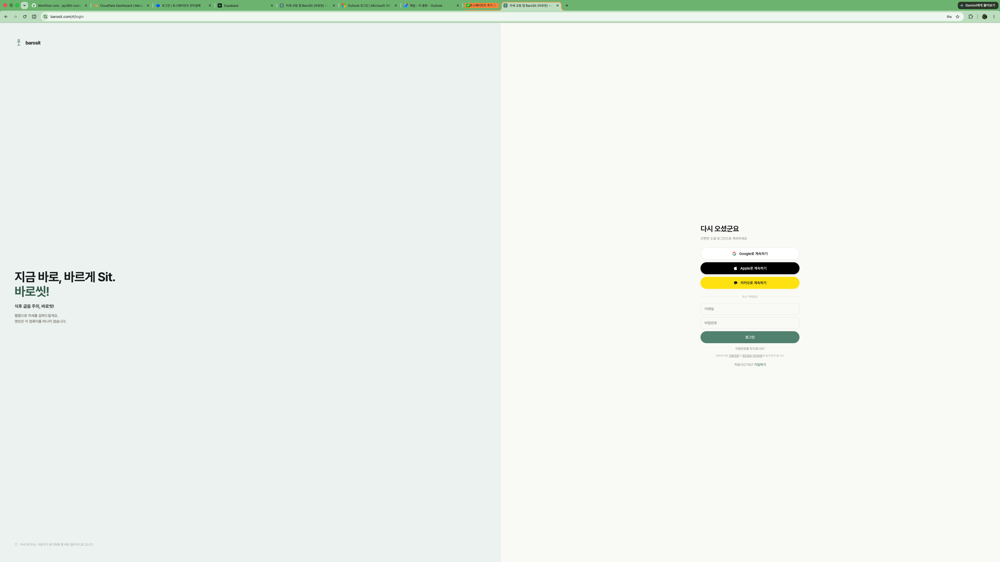 Workflow runs · jay365-code
Cloudflare Dashboard | Mana
로그인 | 토스페이먼츠 전자결제
Supabase
자세 교정 앱 BaroSit (바로씻) —
Outlook 로그인 | Microsoft 365
메일 - 이 중현 - Outlook
✅토스페이먼츠 추가 요
자세 교정 앱 BaroSit (바로씻) —
Gemini에게 물어보기
barosit.com/#/login
barosit
지금 바로, 바르게 Sit.
바로씻!
식후 굽음 주의, 바로씻!
웹캠으로 자세를 살펴드릴게요.
영상은 이 컴퓨터를 떠나지 않습니다.
자세 데이터는 사용자가 동기화를 켤 때만 클라우드로 갑니다.
다시 오셨군요
간편한 소셜 로그인으로 계속하세요
Google로 계속하기
Apple로 계속하기
카카오로 계속하기
또는 이메일로
이메일
비밀번호
로그인
비밀번호를 잊으셨나요?
계속하시면 이용약관과 개인정보 처리방침에 동의하게 됩니다.
처음이신가요? 가입하기